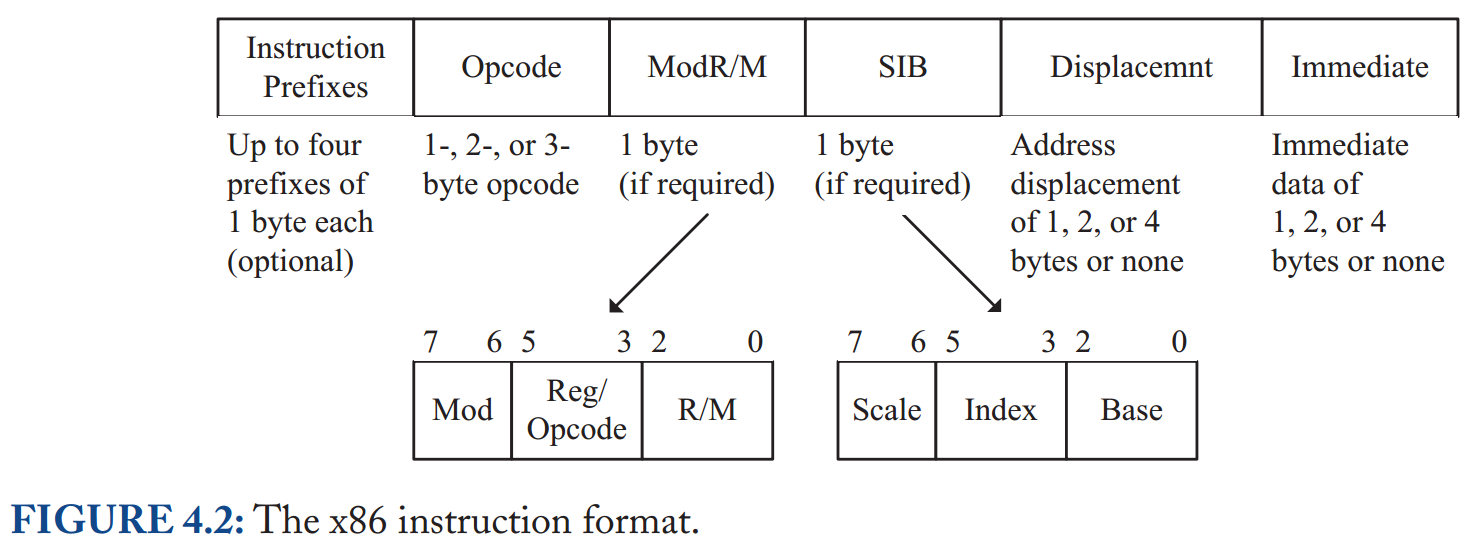 Instruction
Prefixes
Opcode
ModR/M
SIB
Displacemnt
Immediate
Up to four
prefixes of
1 byte each
(optional)
1-, 2-, or 3-
byte opcode
1 byte
(if required)
1 byte
(if required)
Address
displacement
of 1, 2, or 4
bytes or none
Immediate
data of
1, 2, or 4
bytes or none
7 6 5 3 2 0
Mod
Reg/
Opcode
R/M
7 6 5 3 2 0
Scale
Index
Base
FIGURE 4.2: The x86 instruction format.